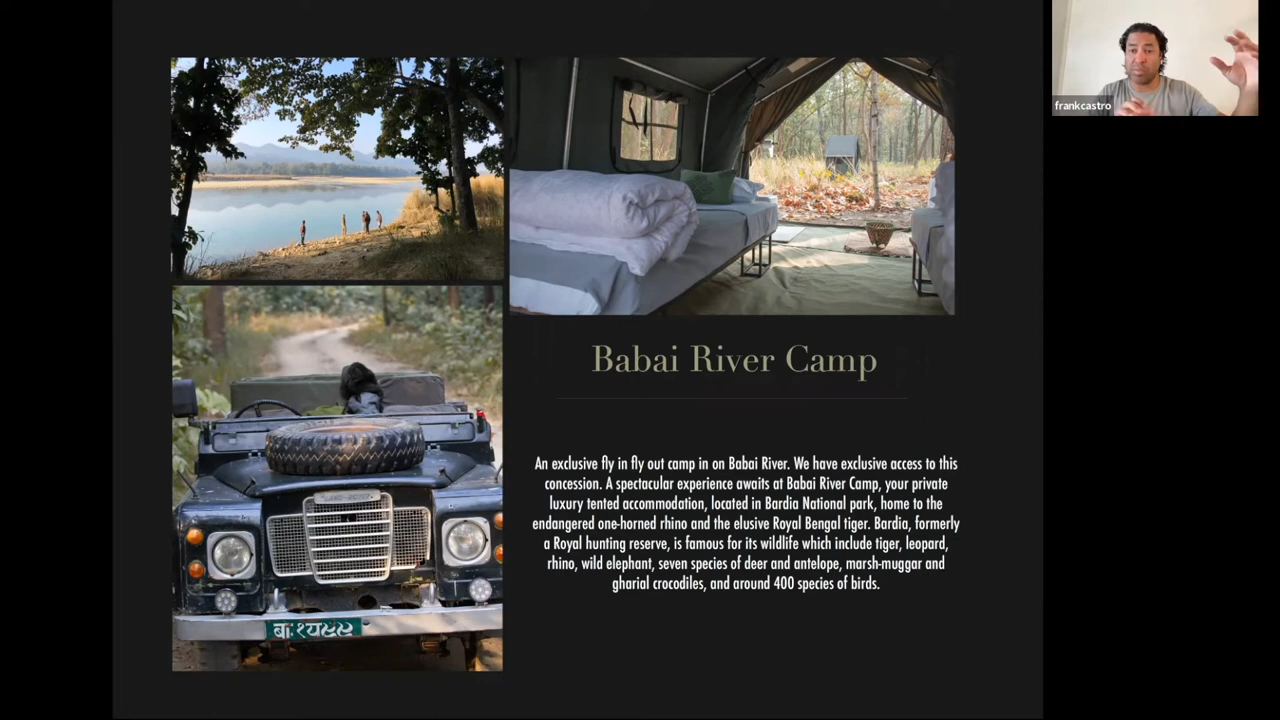 frankcastro
Babai River Camp
An exclusive fly in fly out camp in on Babai River. We have exclusive access to this
concession. A spectacular experience awaits at Babai River Camp, your private
luxury tented accommodation, located in Bardia National park, home to the
endangered one-horned rhino and the elusive Royal Bengal tiger. Bardia, formerly
a Royal hunting reserve, is famous for its wildlife which include tiger, leopard,
rhino, wild elephant, seven species of deer and antelope, marsh-muggar and
gharial crocodiles, and around 400 species of birds.